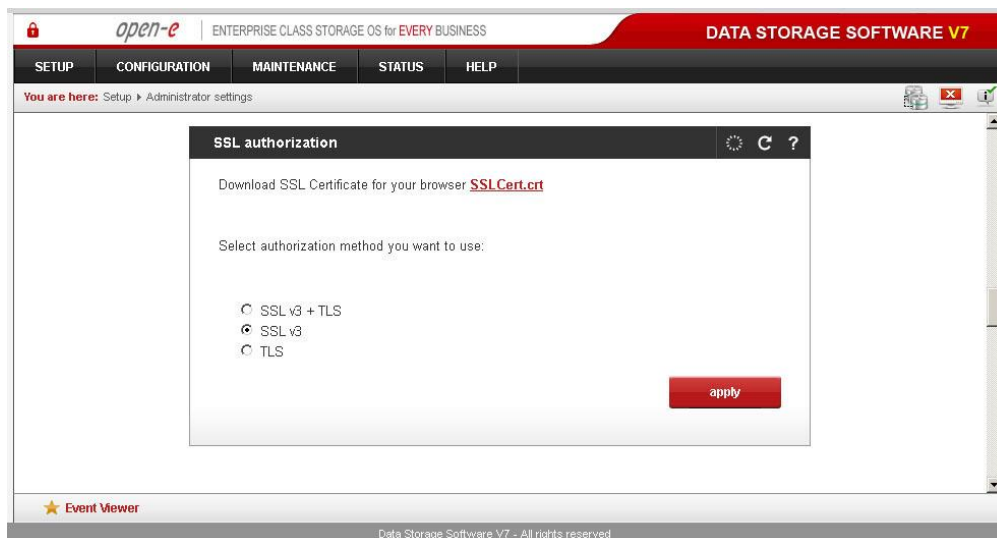 open-e ENTERPRISE CLASS STORAGE OS for EVERY BUSINESS DATA STORAGE SOFTWARE V7
SETUP CONFIGURATION MAINTENANCE STATUS HELP
You are here: Setup Administrator settings
SSL authorization
Download SSL Certificate for your browser SSLCert.crt
Select authorization method you want to use:
SSL v3 + TLS
SSL v3
TLS
apply
Event Viewer
Data Storage Software V7 - All rights reserved